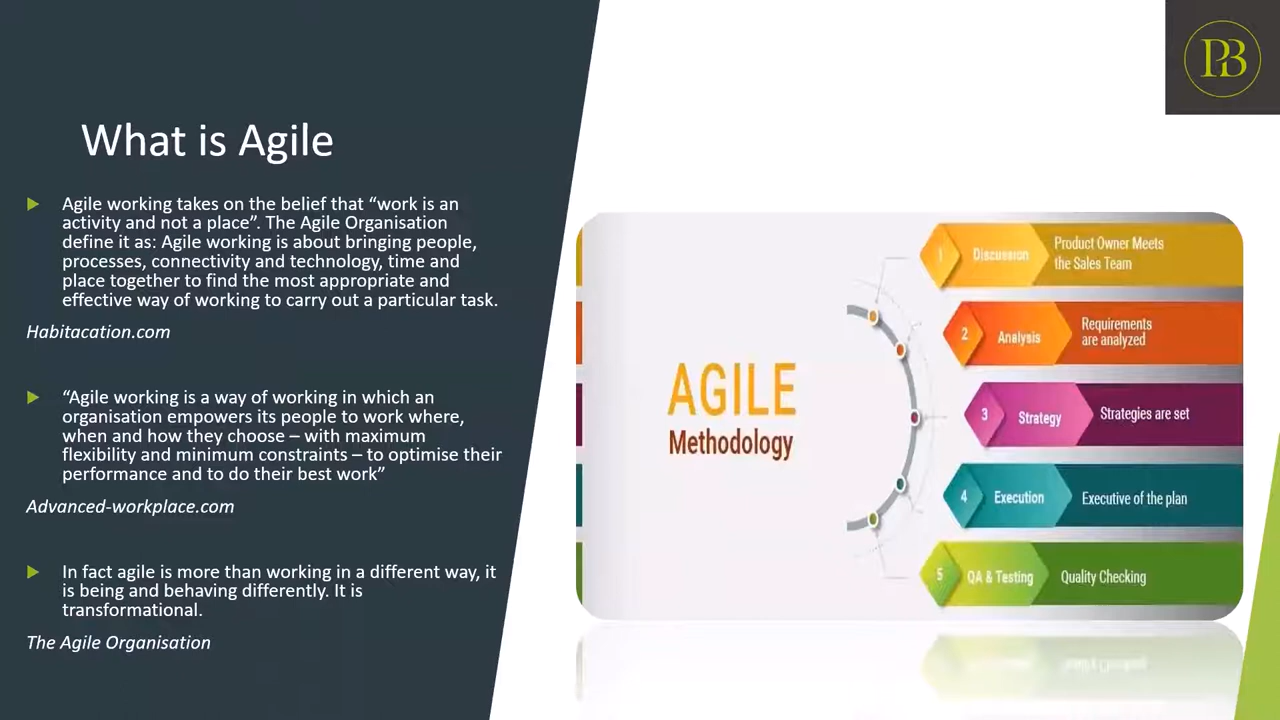 PB
What is Agile
Agile working takes on the belief that “work is an
activity and not a place”. The Agile Organisation
define it as: Agile working is about bringing people,
processes, connectivity and technology, time and
place together to find the most appropriate and
effective way of working to carry out a particular task.
Habitacation.com
“Agile working is a way of working in which an
organisation empowers its people to work where,
when and how they choose – with maximum
flexibility and minimum constraints – to optimise their
performance and to do their best work”
Advanced-workplace.com
In fact agile is more than working in a different way, it
is being and behaving differently. It is
transformational.
The Agile Organisation
AGILE
Methodology
1 Discussion
Product Owner Meets
the Sales Team
2 Analysis
Requirements
are analyzed
3 Strategy
Strategies are set
4 Execution
Executive of the plan
5 QA & Testing
Quality Checking